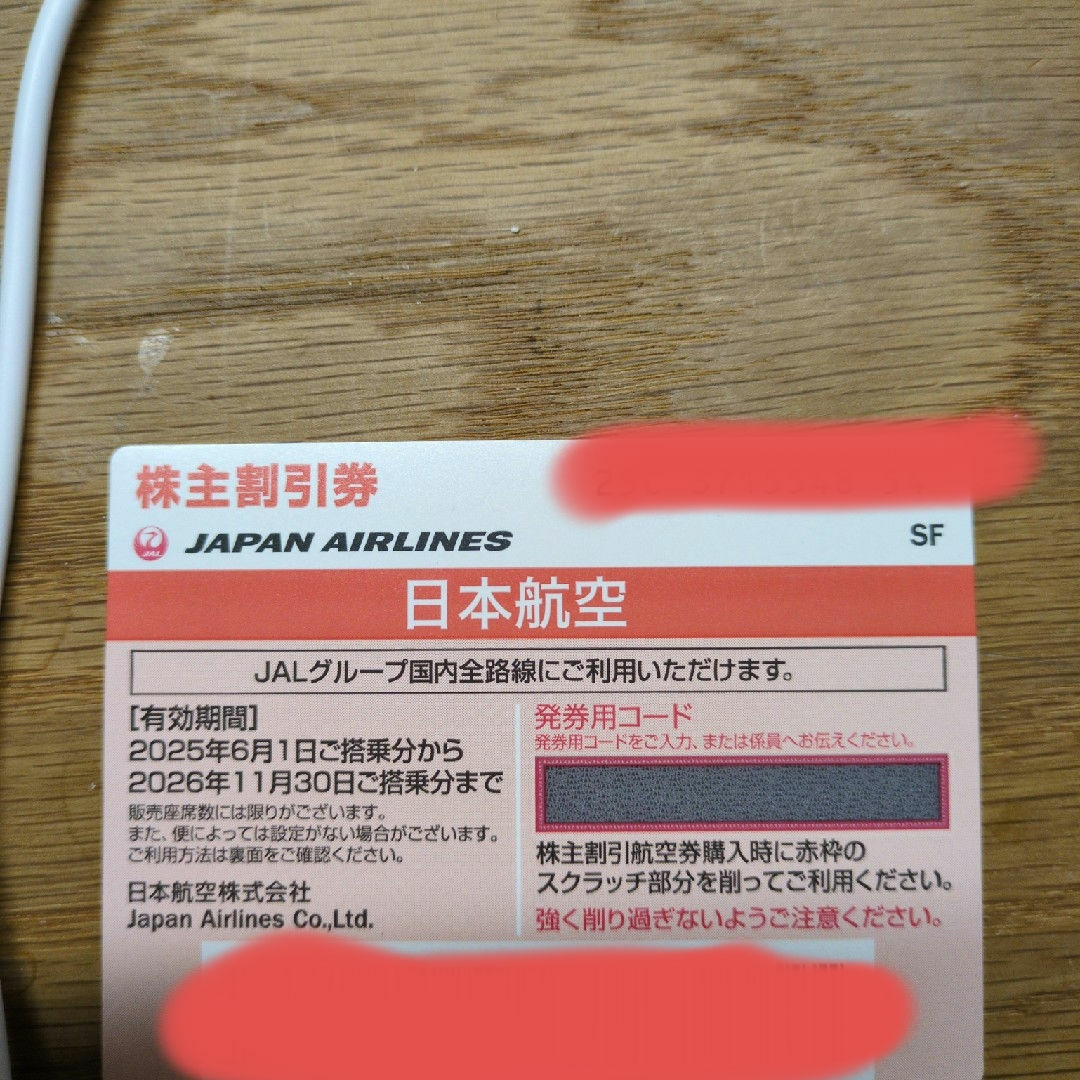 株主割引券
JAL
JAPAN AIRLINES
SF
日本航空
JALグループ国内全路線にご利用いただけます。
[有効期間]
2025年6月1日ご搭乗分から
2026年11月30日ご搭乗分まで
販売座席数には限りがございます。
また、便によっては設定がない場合がございます。
ご利用方法は裏面をご確認ください。
日本航空株式会社
Japan Airlines Co.,Ltd.
発券用コード
発券用コードをご入力、または係員へお伝えください。
株主割引航空券購入時に赤枠の
スクラッチ部分を削ってご利用ください。
強く削り過ぎないようご注意ください。